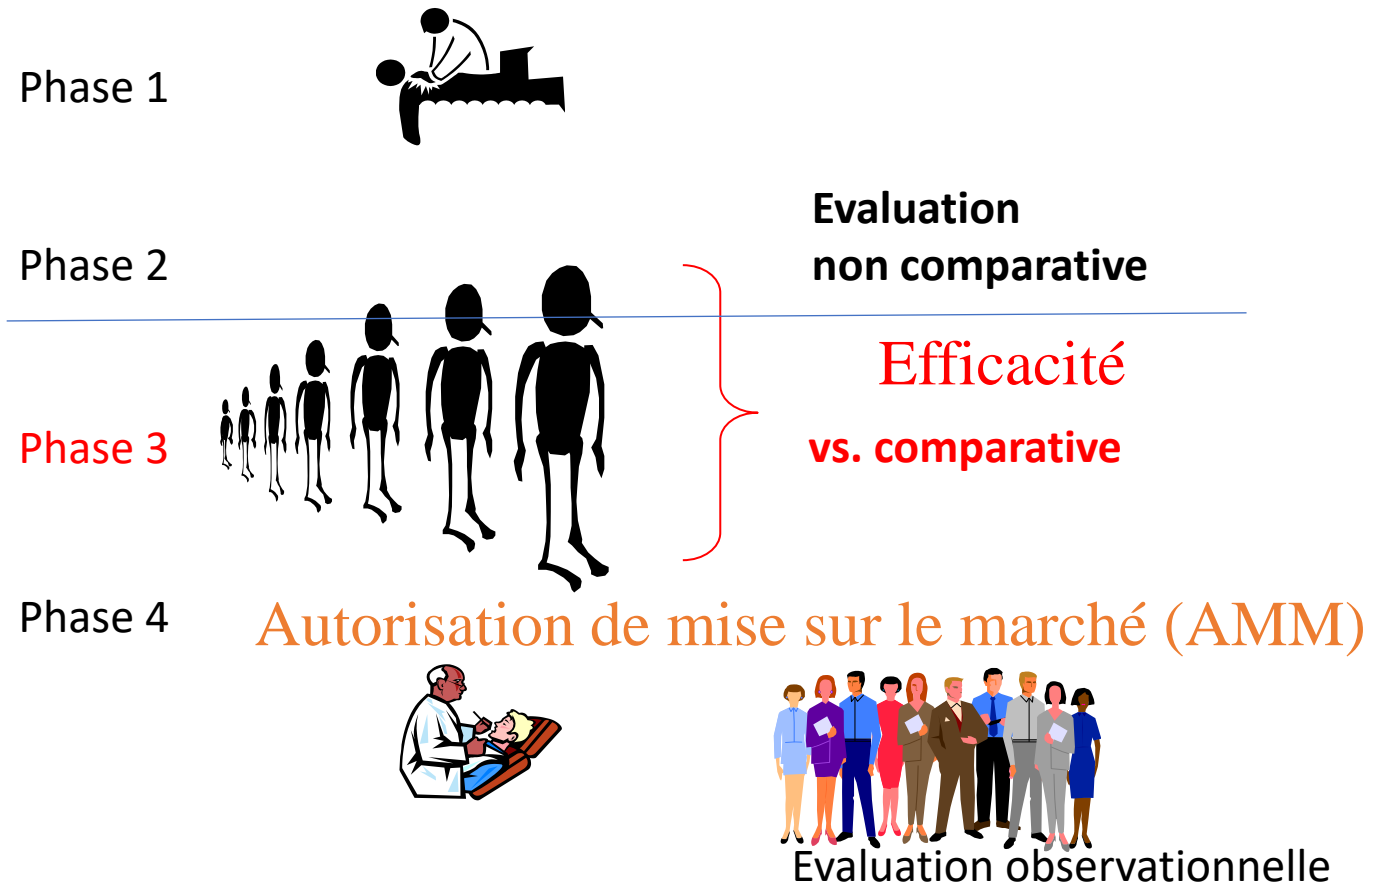 Phase 1
Evaluation
non comparative
Phase 2
Efficacité
Phase 3
vs. comparative
Phase 4
Autorisation de mise sur le marché (AMM)
Evaluation observationnelle